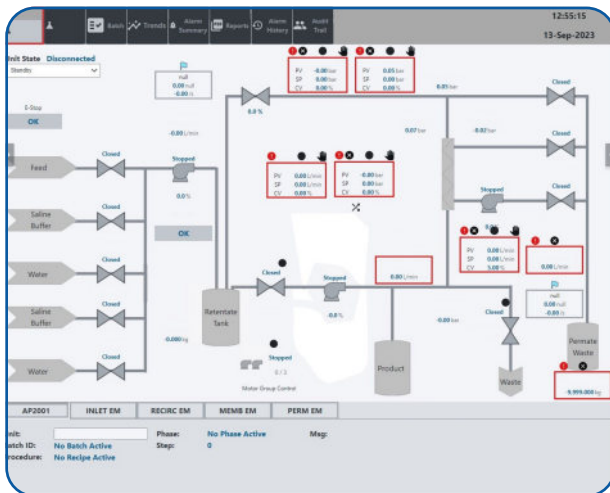 12:55:15
Batch
Trends
Alarm
Summary
Reports
Alarm
History
Audit
Trail
13-Sep-2023
Init State Disconnected
Standby
null
0.00 null
-0.00 /s
PV -0.00 bar
SP 0.00 bar
CV 0.00 %
PV 0.05 bar
SP 0.00 bar
CV 0.00 %
0.05 bar
Closed
E-Stop
OK
0.0 %
-0.00 L/min
0.07 bar
-0.02 bar
Closed
Feed
Closed
Stopped
0.0 %
PV 0.00 L/min
SP 0.00 L/min
CV 0.00 %
PV -0.00 bar
SP 0.00 bar
CV 0.00 %
Stopped
Closed
Saline
Buffer
Closed
OK
PV 0.00 L/min
SP 0.00 L/min
CV 5.00 %
0.00 L/min
Water
Closed
Closed
Stopped
0.00 L/min
null
0.00 null
-0.00 /s
Saline
Buffer
Closed
Retentate
Tank
-0.0 %
-0.00 bar
Closed
Permate
Waste
-0.000 kg
Water
Closed
Stopped
0 / 3
Motor Group Control
Product
Waste
-9,999.000 kg
AP2001
INLET EM
RECIRC EM
MEMB EM
PERM EM
Unit:
Phase: No Phase Active
Msg:
Batch ID: No Batch Active
Step: 0
Procedure: No Recipe Active